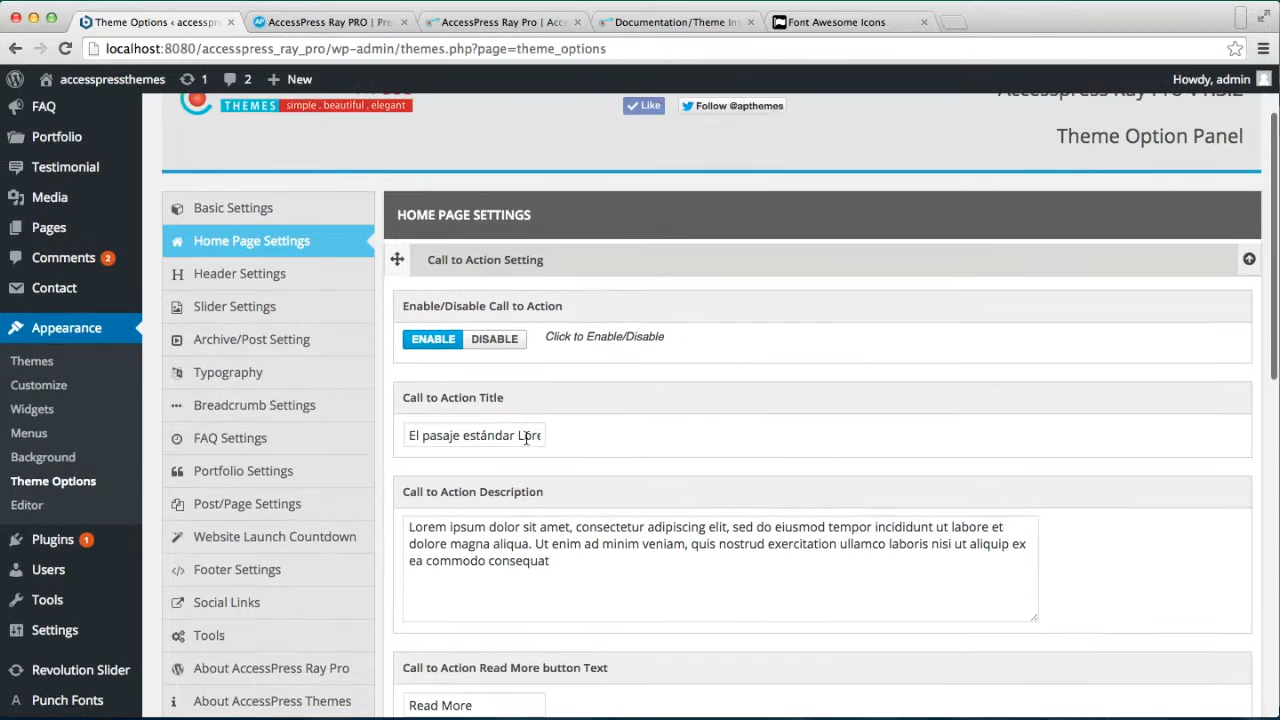 Theme Options ‹ accesspr
AccessPress Ray PRO | Pre
AccessPress Ray Pro | Acce
Documentation/Theme In
Font Awesome Icons
localhost:8080/accesspress_ray_pro/wp-admin/themes.php?page=theme_options
accesspressthemes
1
2
New
Howdy, admin
FAQ
Portfolio
Testimonial
Media
Pages
Comments 2
Contact
Appearance
Themes
Customize
Widgets
Menus
Background
Theme Options
Editor
Plugins 1
Users
Tools
Settings
Revolution Slider
Punch Fonts
THEMES simple . beautiful . elegant
Like
Follow @apthemes
Accesspress Ray Pro
Theme Option Panel
Basic Settings
Home Page Settings
Header Settings
Slider Settings
Archive/Post Setting
Typography
Breadcrumb Settings
FAQ Settings
Portfolio Settings
Post/Page Settings
Website Launch Countdown
Footer Settings
Social Links
Tools
About AccessPress Ray Pro
About AccessPress Themes
HOME PAGE SETTINGS
Call to Action Setting
Enable/Disable Call to Action
ENABLE DISABLE Click to Enable/Disable
Call to Action Title
El pasaje estándar Lore
Call to Action Description
Lorem ipsum dolor sit amet, consectetur adipiscing elit, sed do eiusmod tempor incididunt ut labore et
dolore magna aliqua. Ut enim ad minim veniam, quis nostrud exercitation ullamco laboris nisi ut aliquip ex
ea commodo consequat
Call to Action Read More button Text
Read More